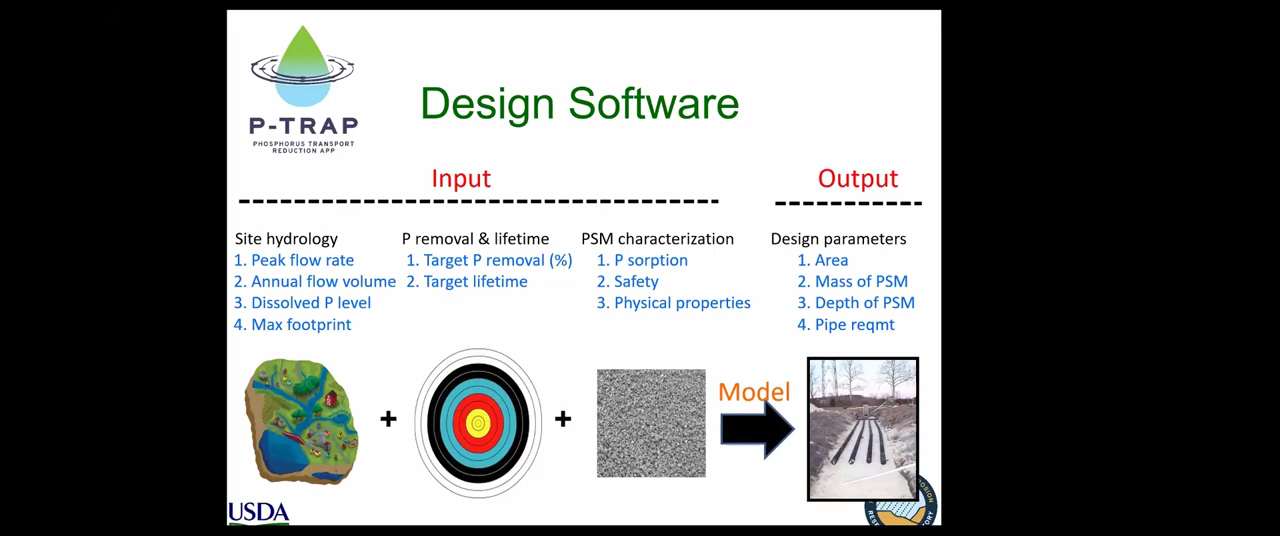 P-TRAP
PHOSPHORUS TRANSPORT
REDUCTION APP
Design Software
Input
Output
Site hydrology
1. Peak flow rate
2. Annual flow volume
3. Dissolved P level
4. Max footprint
P removal & lifetime
1. Target P removal (%)
2. Target lifetime
PSM characterization
1. P sorption
2. Safety
3. Physical properties
Design parameters
1. Area
2. Mass of PSM
3. Depth of PSM
4. Pipe reqmt
+
+
Model
USDA